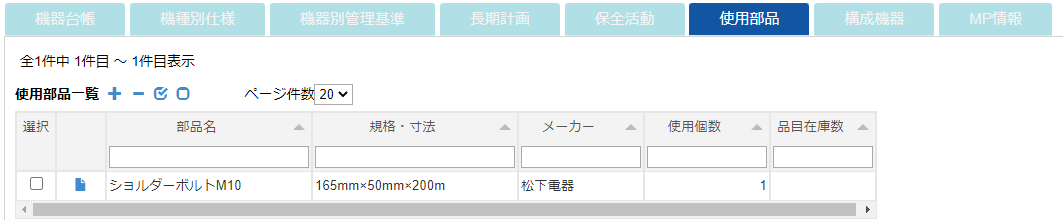 機器台帳 機種別仕様 機器別管理基準 長期計画 保全活動 使用部品 構成機器 MP情報
全1件中 1件目 ～ 1件目表示
使用部品一覧 ページ件数 20
選択 部品名 規格・寸法 メーカー 使用個数 品目在庫数
ショルダーボルトM10 165mm×50mm×200m 松下電器 1